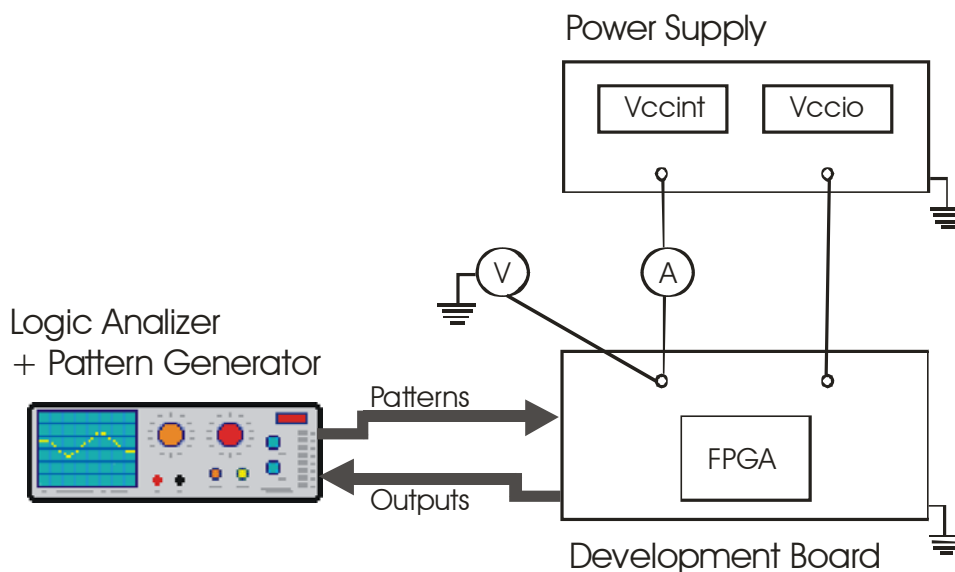 Power Supply
Vccint
Vccio
V
A
Logic Analizer
+ Pattern Generator
Patterns
Outputs
FPGA
Development Board